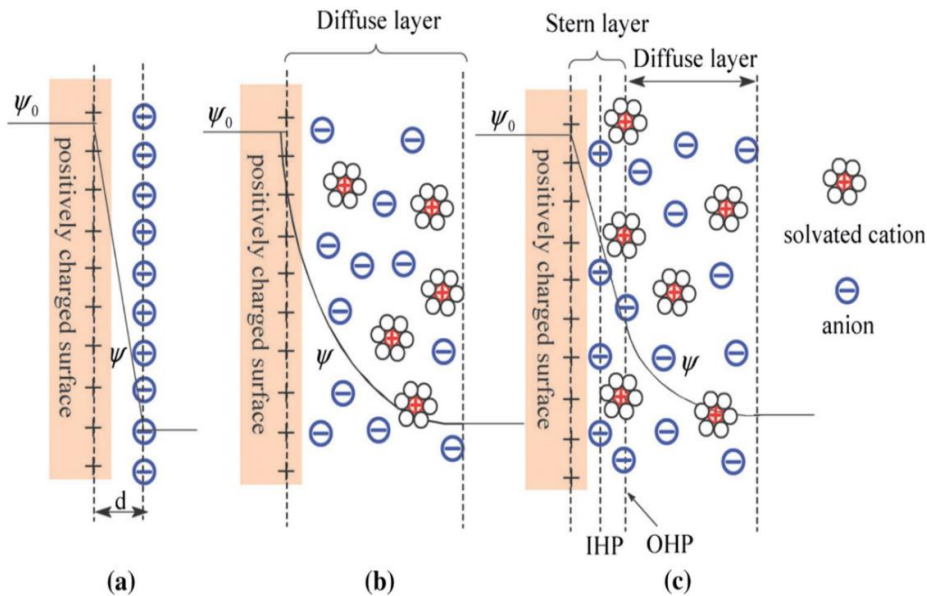 Diffuse layer
Stern layer
Diffuse layer
ψ₀
positively charged surface
ψ
d
ψ₀
positively charged surface
ψ
ψ₀
positively charged surface
ψ
IHP
OHP
solvated cation
anion
(a)
(b)
(c)